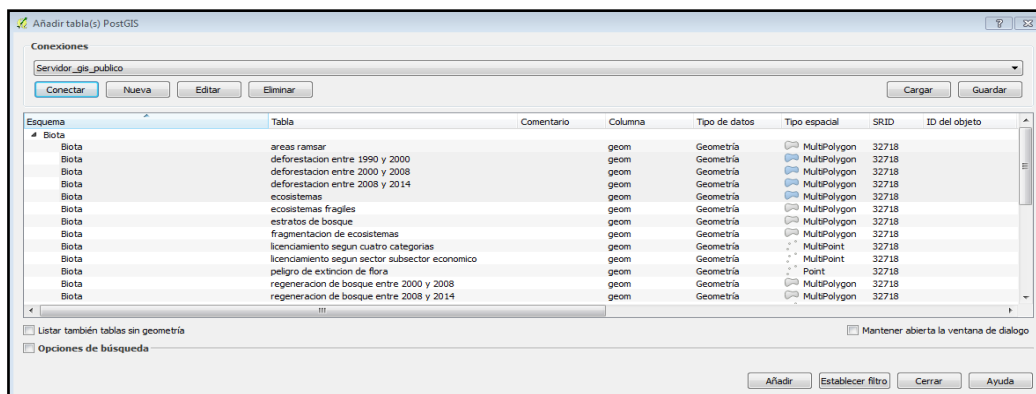 Añadir tabla(s) PostGIS
Conexiones
Servidor_gis_publico
Conectar Nueva Editar Eliminar Cargar Guardar
Esquema Tabla Comentario Columna Tipo de datos Tipo espacial SRID ID del objeto
Biota
Biota areas ramsar geom Geometría MultiPolygon 32718
Biota deforestacion entre 1990 y 2000 geom Geometría MultiPolygon 32718
Biota deforestacion entre 2000 y 2008 geom Geometría MultiPolygon 32718
Biota deforestacion entre 2008 y 2014 geom Geometría MultiPolygon 32718
Biota ecosistemas geom Geometría MultiPolygon 32718
Biota ecosistemas fragiles geom Geometría MultiPolygon 32718
Biota estratos de bosque geom Geometría MultiPolygon 32718
Biota fragmentacion de ecosistemas geom Geometría MultiPolygon 32718
Biota licenciamiento segun cuatro categorias geom Geometría MultiPoint 32718
Biota licenciamiento segun sector subsector economico geom Geometría MultiPoint 32718
Biota peligro de extincion de flora geom Geometría Point 32718
Biota regeneracion de bosque entre 2000 y 2008 geom Geometría MultiPolygon 32718
Biota regeneracion de bosque entre 2008 y 2014 geom Geometría MultiPolygon 32718
Listar también tablas sin geometría Mantener abierta la ventana de dialogo
Opciones de búsqueda
Añadir Establecer filtro Cerrar Ayuda